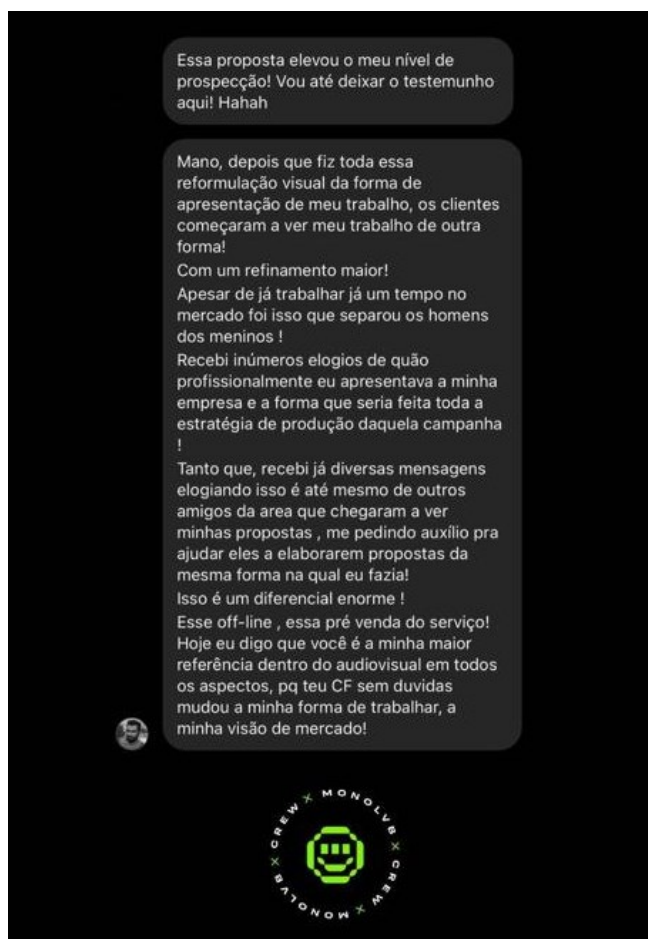 Essa proposta elevou o meu nível de
prospecção! Vou até deixar o testemunho
aqui! Hahah
Mano, depois que fiz toda essa
reformulação visual da forma de
apresentação de meu trabalho, os clientes
começaram a ver meu trabalho de outra
forma!
Com um refinamento maior!
Apesar de já trabalhar já um tempo no
mercado foi isso que separou os homens
dos meninos !
Recebi inúmeros elogios de quão
profissionalmente eu apresentava a minha
empresa e a forma que seria feita toda a
estratégia de produção daquela campanha
!
Tanto que, recebi já diversas mensagens
elogiando isso é até mesmo de outros
amigos da area que chegaram a ver
minhas propostas , me pedindo auxílio pra
ajudar eles a elaborarem propostas da
mesma forma na qual eu fazia!
Isso é um diferencial enorme !
Esse off-line , essa pré venda do serviço!
Hoje eu digo que você é a minha maior
referência dentro do audiovisual em todos
os aspectos, pq teu CF sem duvidas
mudou a minha forma de trabalhar, a
minha visão de mercado!
CREW X MONOLVB X CREW X MONOLVB X